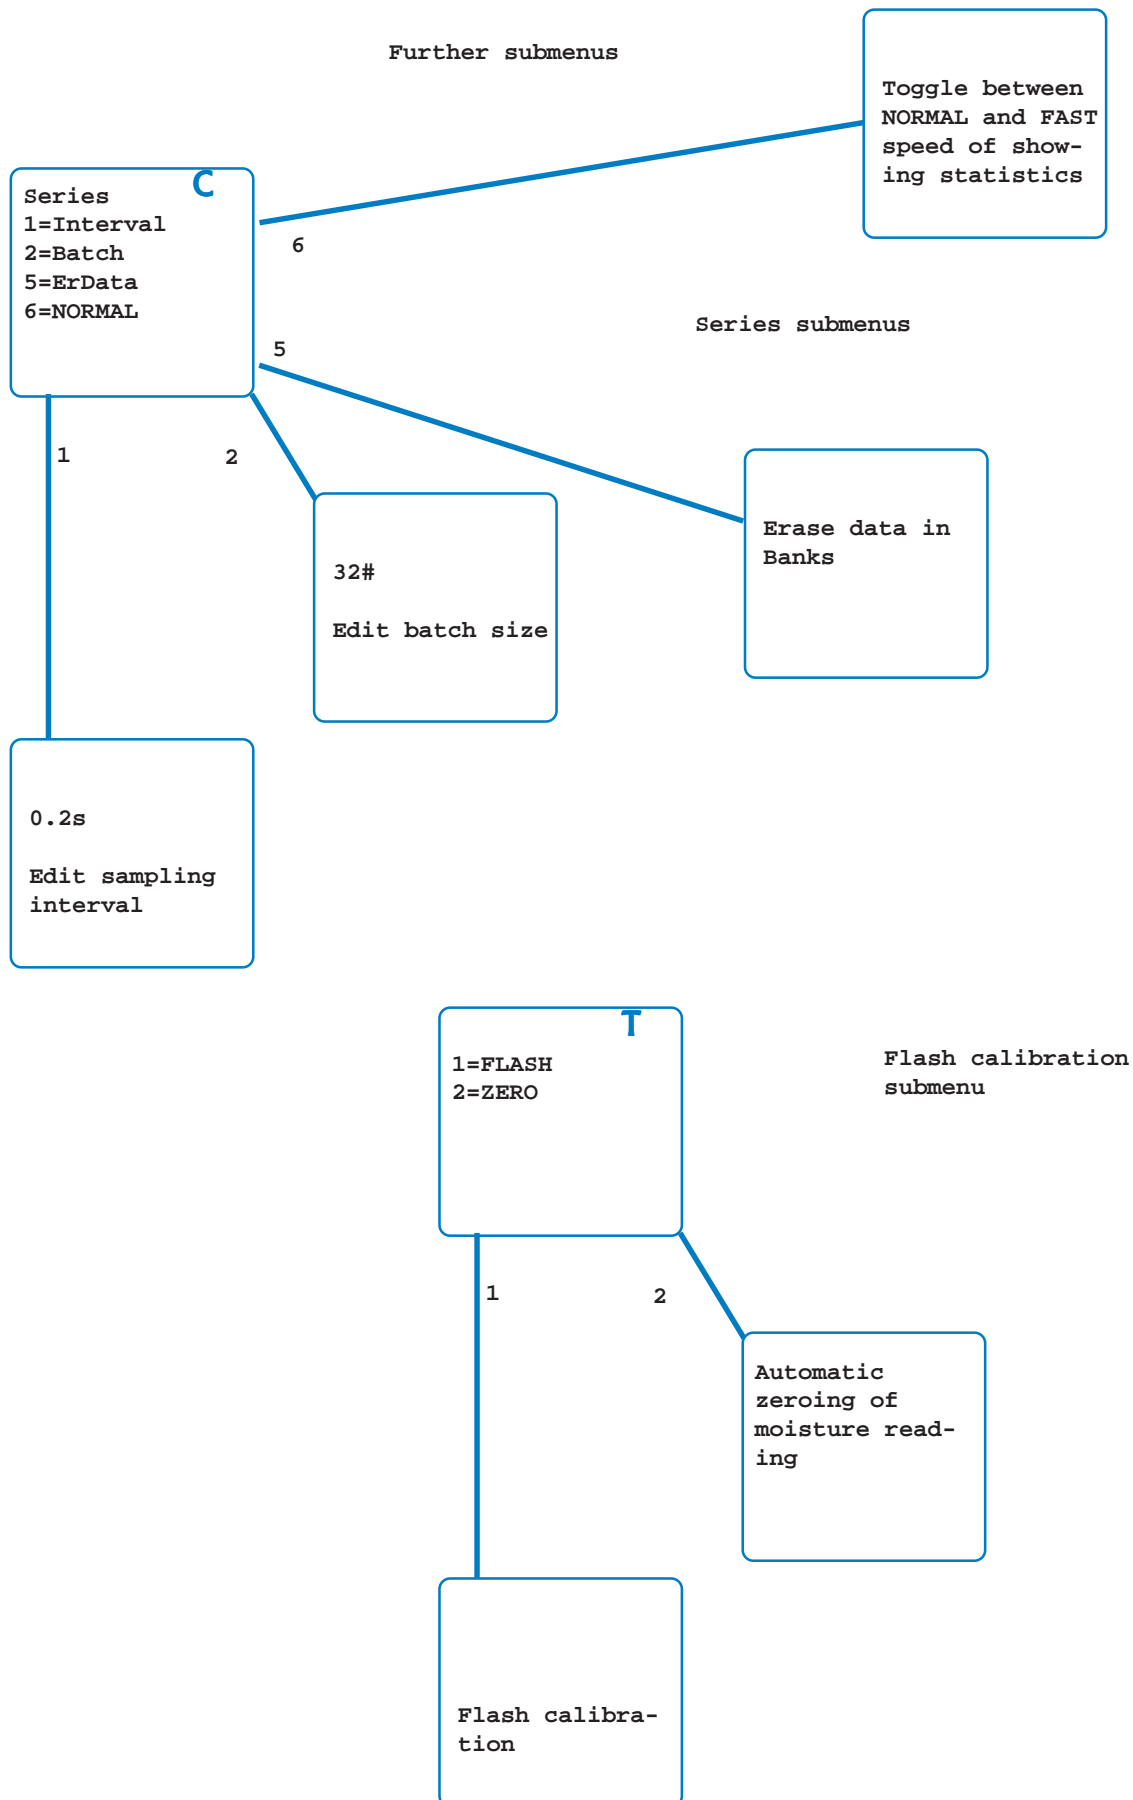 Further submenus
Toggle between
NORMAL and FAST
speed of show-
ing statistics
C
Series
1=Interval
2=Batch
5=ErData
6=NORMAL
6
Series submenus
5
1
2
Erase data in
Banks
32#
Edit batch size
0.2s
Edit sampling
interval
T
1=FLASH
2=ZERO
Flash calibration
submenu
1
2
Automatic
zeroing of
moisture read-
ing
Flash calibra-
tion